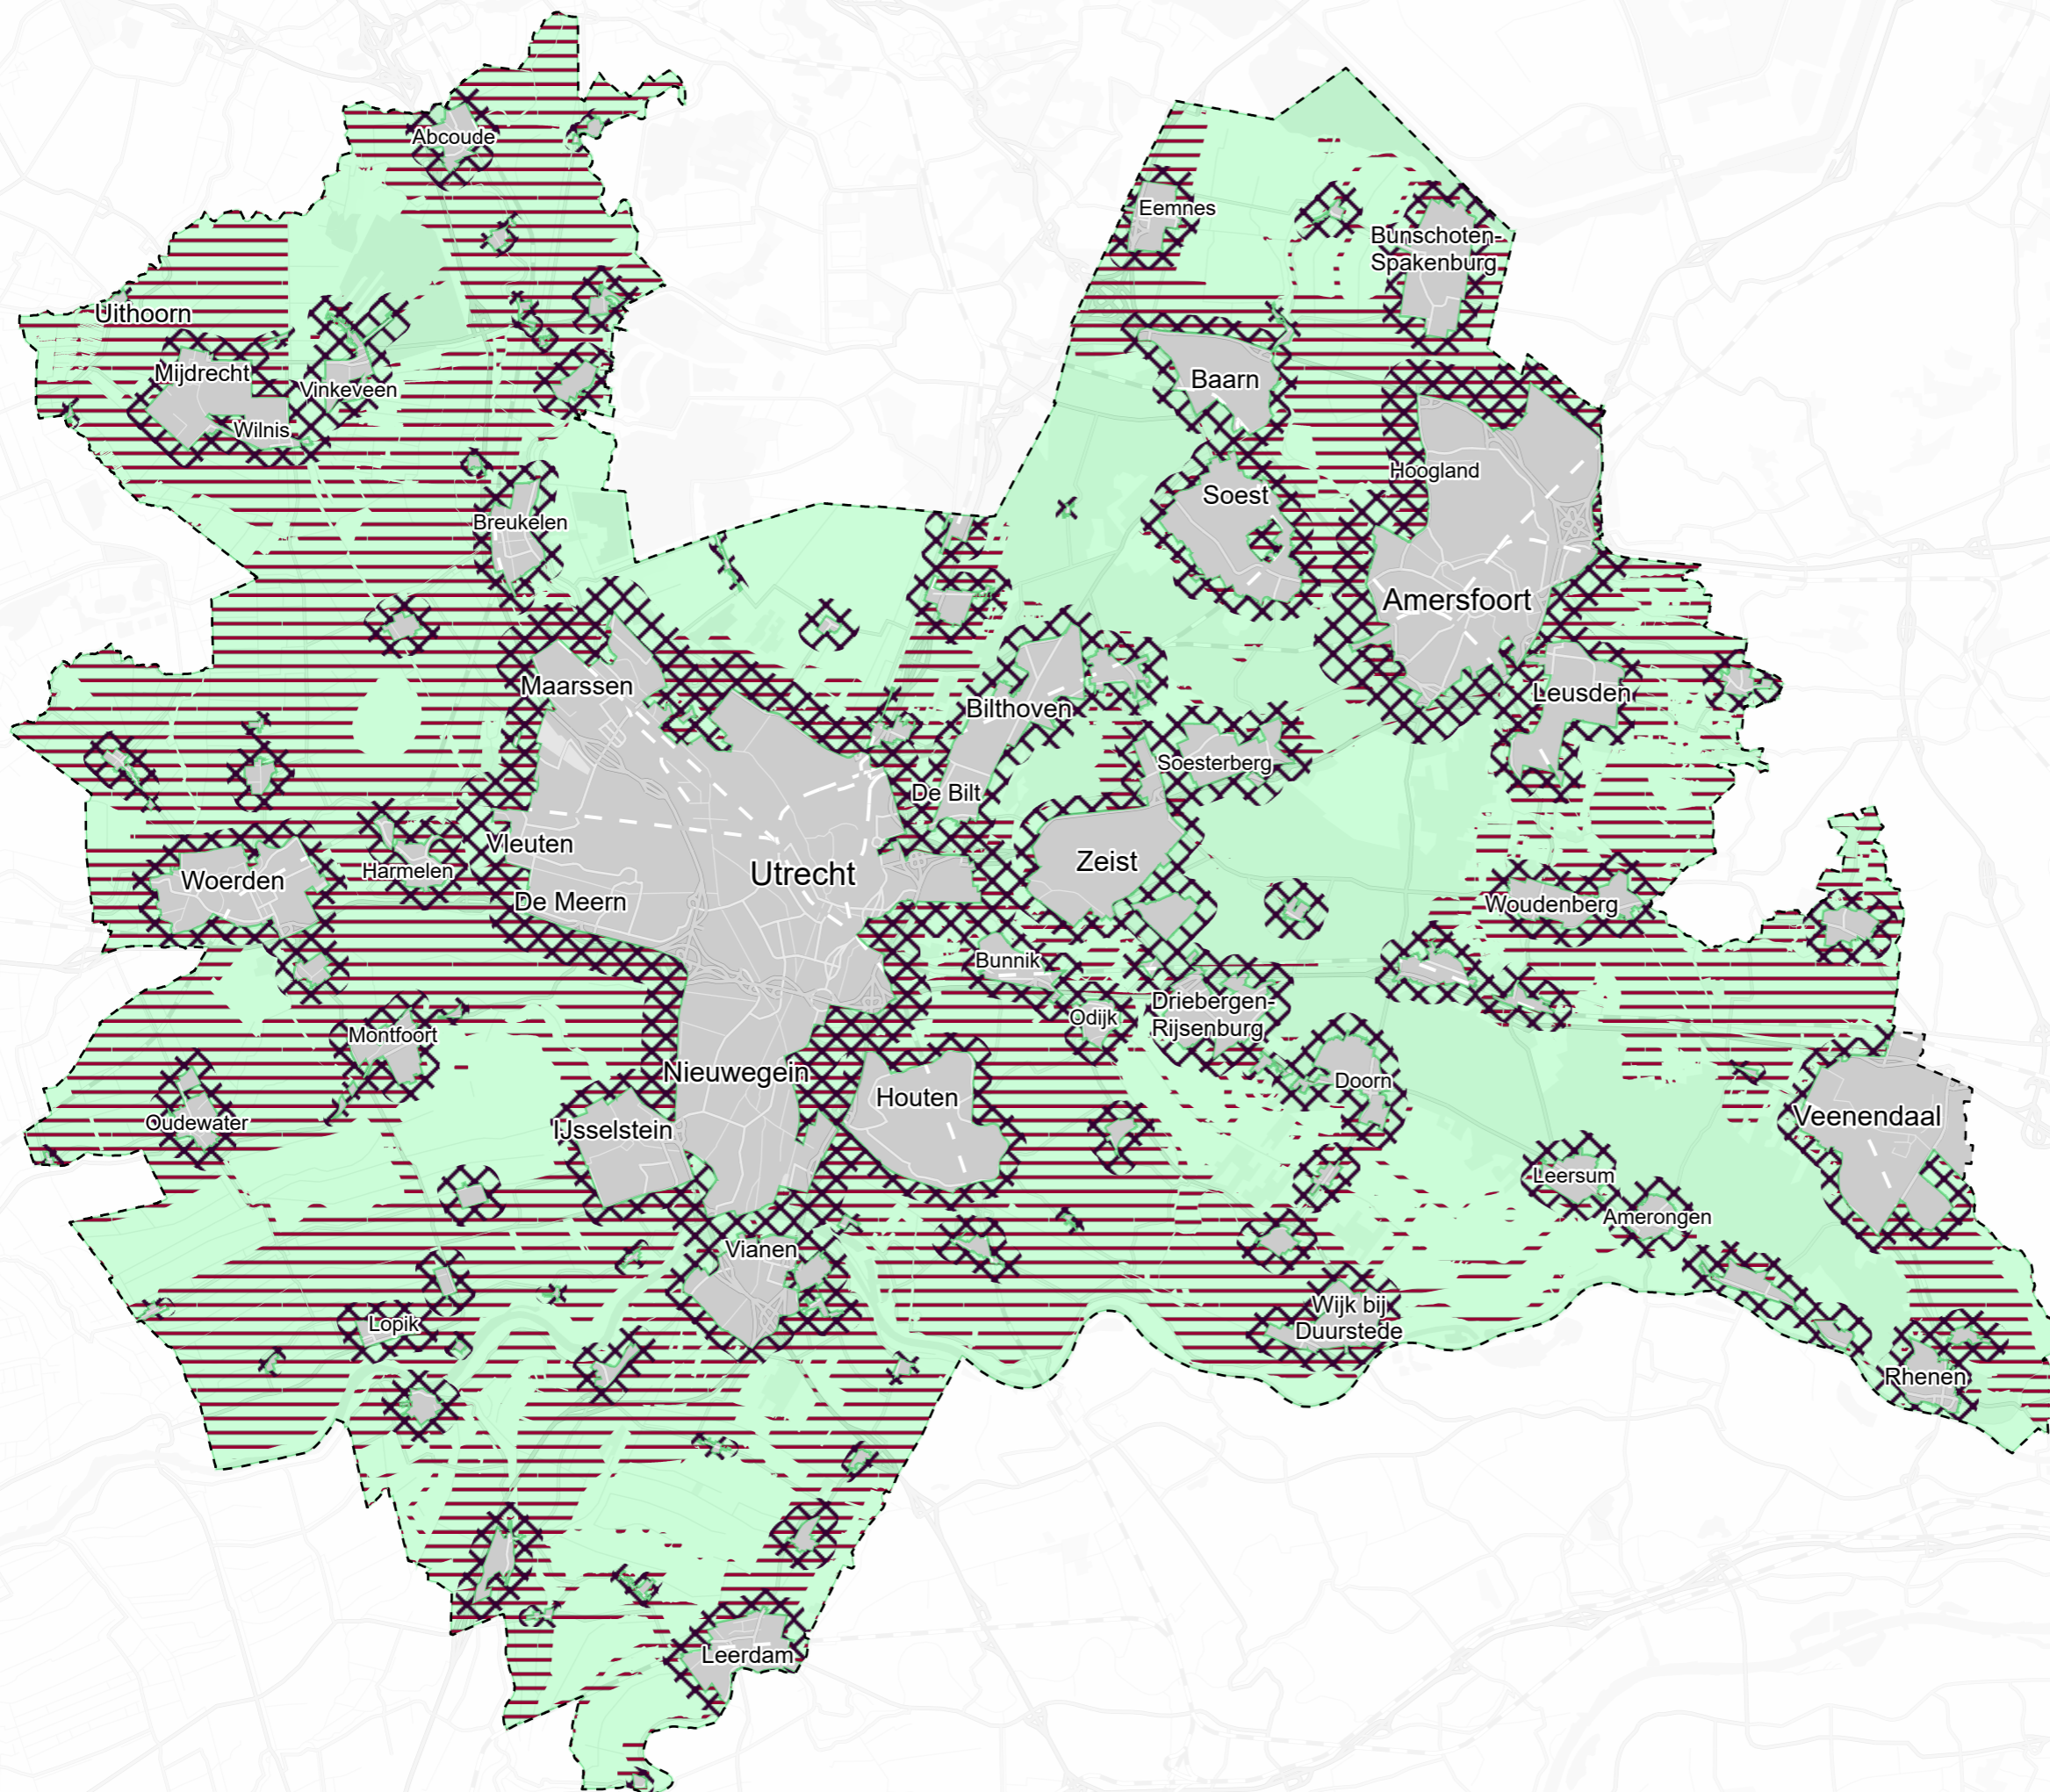 Abcoude
Eemnes
Bunschoten-
Spakenburg
Uithoorn
Mijdrecht
Vinkeveen
Wilnis
Baarn
Hoogland
Soest
Breukelen
Amersfoort
Maarssen
Leusden
Bilthoven
Soesterberg
De Bilt
Vleuten
Zeist
Harmelen
Utrecht
Woerden
De Meern
Woudenberg
Bunnik
Driebergen-
Rijsenburg
Odijk
Montfoort
Nieuwegein
Doorn
Houten
Veenendaal
Oudewater
IJsselstein
Leersum
Amerongen
Vianen
Wijk bij
Duurstede
Lopik
Rhenen
Leerdam